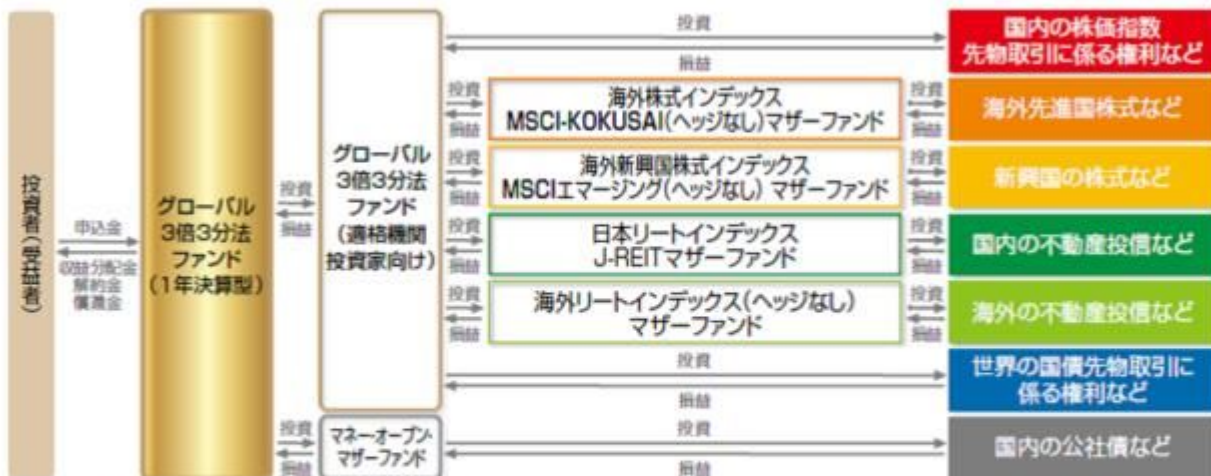 投資者(受益者)
申込金
収益分配金
解約金
償還金
グローバル
3倍3分法
ファンド
(1年決算型)
投資
損益
グローバル
3倍3分法
ファンド
(適格機関
投資家向け)
投資
損益
国内の株価指数
先物取引に係る権利など
投資
損益
海外株式インデックス
MSCI-KOKUSAI(ヘッジなし)マザーファンド
投資
損益
海外先進国株式など
投資
損益
海外新興国株式インデックス
MSCIエマージング(ヘッジなし) マザーファンド
投資
損益
新興国の株式など
投資
損益
日本リートインデックス
J-REITマザーファンド
投資
損益
国内の不動産投信など
投資
損益
海外リートインデックス(ヘッジなし)
マザーファンド
投資
損益
海外の不動産投信など
投資
損益
世界の国債先物取引に
係る権利など
投資
損益
マネー・オープン・
マザーファンド
投資
損益
国内の公社債など